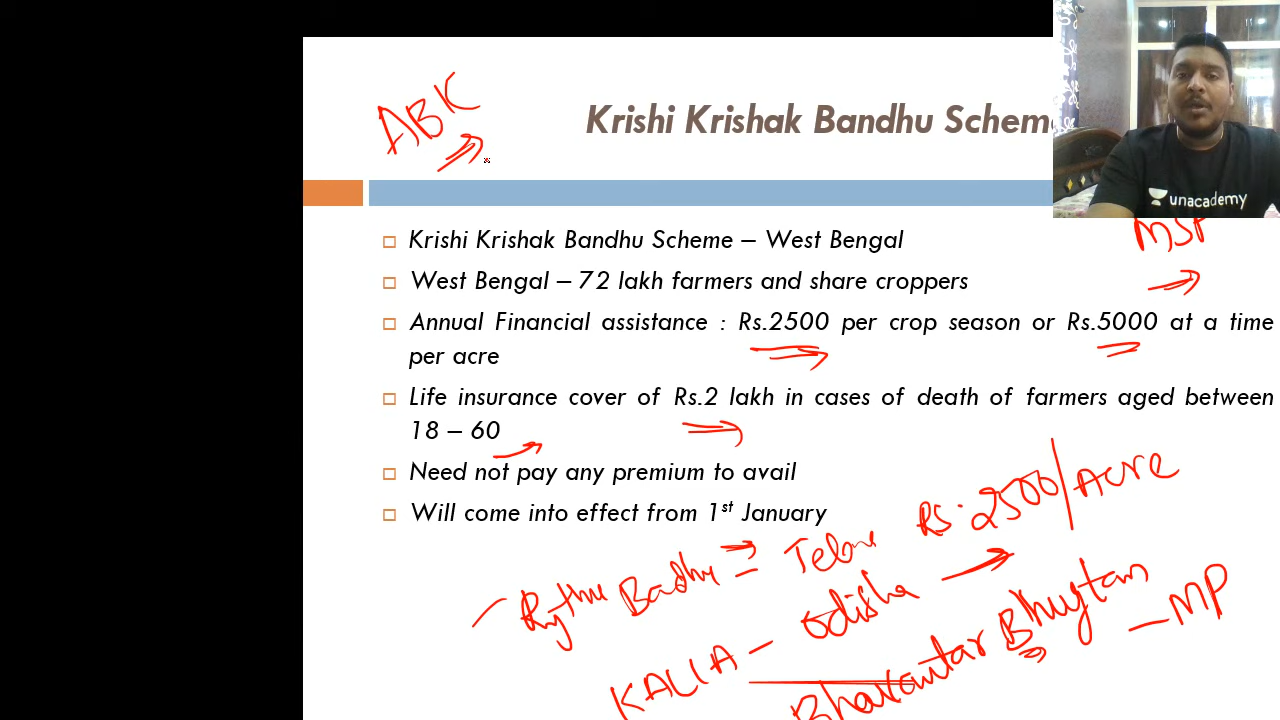 ABK
Krishi Krishak Bandhu Scheme
unacademy
MSP
Krishi Krishak Bandhu Scheme – West Bengal
West Bengal – 72 lakh farmers and share croppers
Annual Financial assistance : Rs.2500 per crop season or Rs.5000 at a time
per acre
Life insurance cover of Rs.2 lakh in cases of death of farmers aged between
18 – 60
Need not pay any premium to avail
Will come into effect from 1st January
Rythu Badhu = Telan Rs.2500/Acre
KALIA – Odisha
Bhavantar Bhugtan – MP